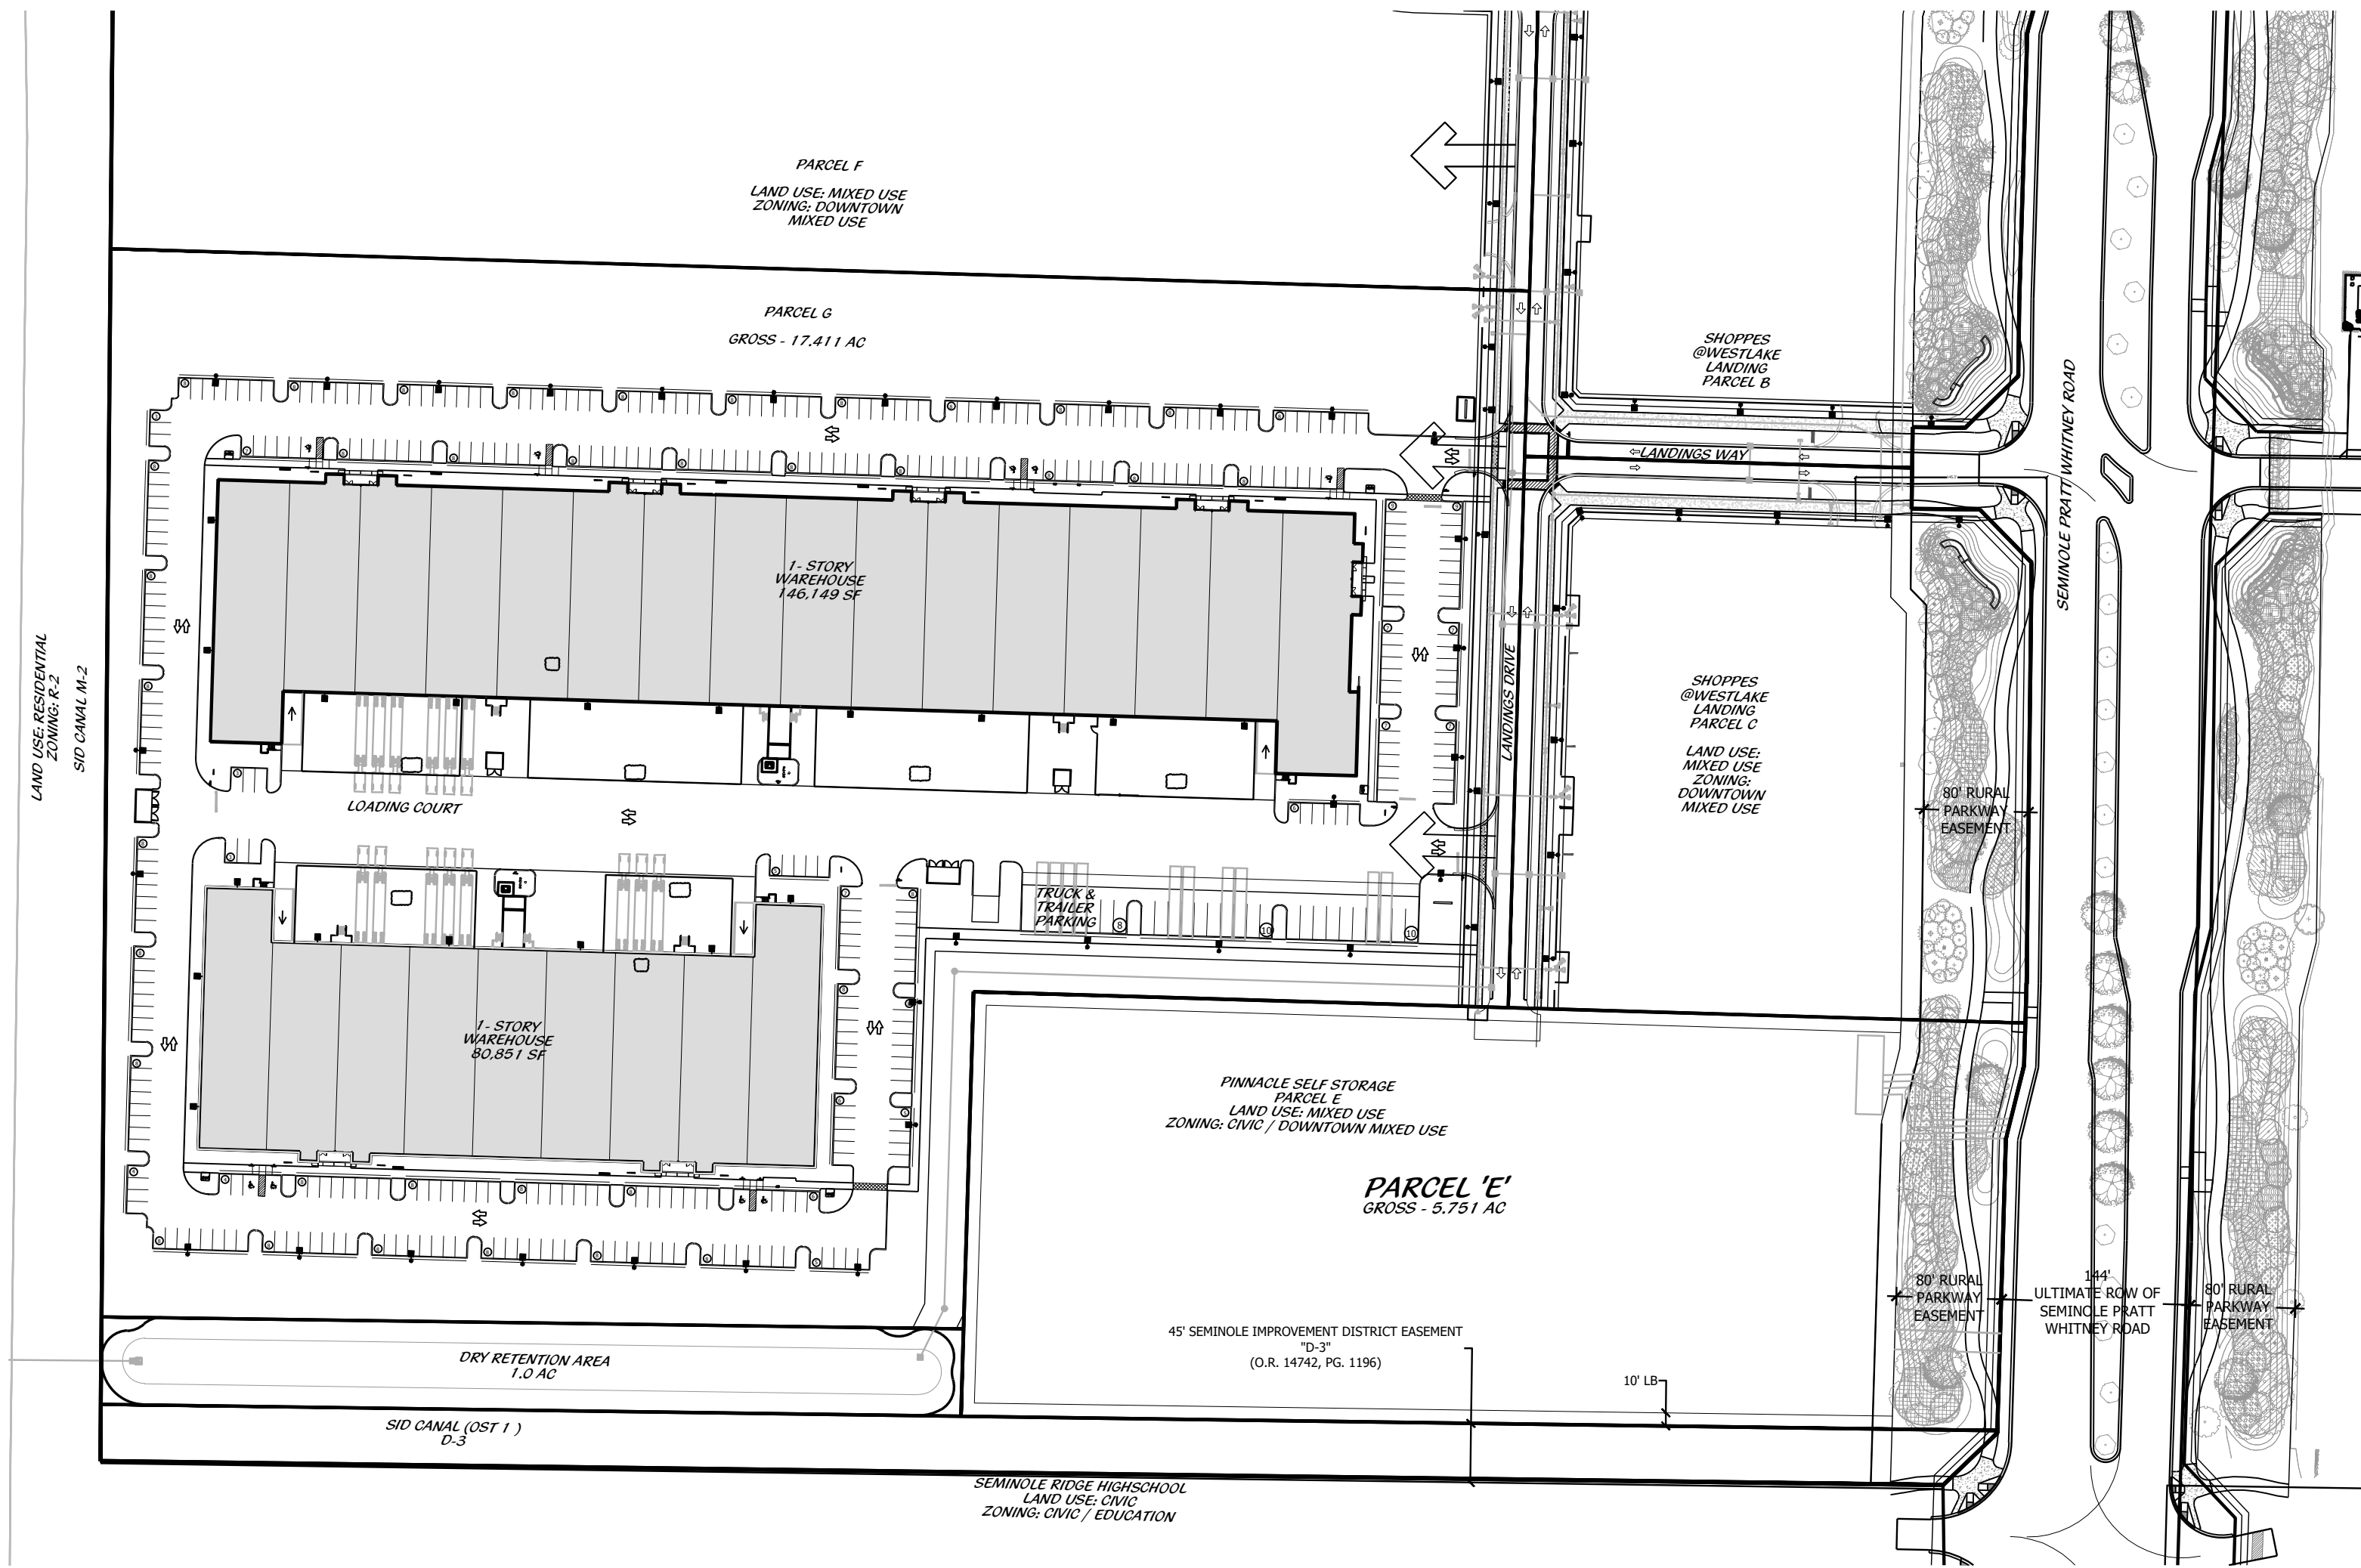 PARCEL F
LAND USE: MIXED USE
ZONING: DOWNTOWN
MIXED USE
PARCEL G
GROSS - 17.411 AC
SHOPPES
@WESTLAKE
LANDING
PARCEL B
SEMINOLE PRATT WHITNEY ROAD
LANDINGS WAY
1- STORY
WAREHOUSE
146,149 SF
LAND USE: RESIDENTIAL
ZONING: R-2
SID CANAL M-2
LANDINGS DRIVE
SHOPPES
@WESTLAKE
LANDING
PARCEL C
LAND USE:
MIXED USE
ZONING:
DOWNTOWN
MIXED USE
80' RURAL
PARKWAY
EASEMENT
LOADING COURT
TRUCK &
TRAILER
PARKING
8
10
10
1- STORY
WAREHOUSE
80,851 SF
PINNACLE SELF STORAGE
PARCEL E
LAND USE: MIXED USE
ZONING: CIVIC / DOWNTOWN MIXED USE
PARCEL 'E'
GROSS - 5.751 AC
80' RURAL
PARKWAY
EASEMENT
144'
ULTIMATE ROW OF
SEMINOLE PRATT
WHITNEY ROAD
80' RURAL
PARKWAY
EASEMENT
45' SEMINOLE IMPROVEMENT DISTRICT EASEMENT
"D-3"
(O.R. 14742, PG. 1196)
10' LB
DRY RETENTION AREA
1.0 AC
SID CANAL (OST 1 )
D-3
SEMINOLE RIDGE HIGHSCHOOL
LAND USE: CIVIC
ZONING: CIVIC / EDUCATION